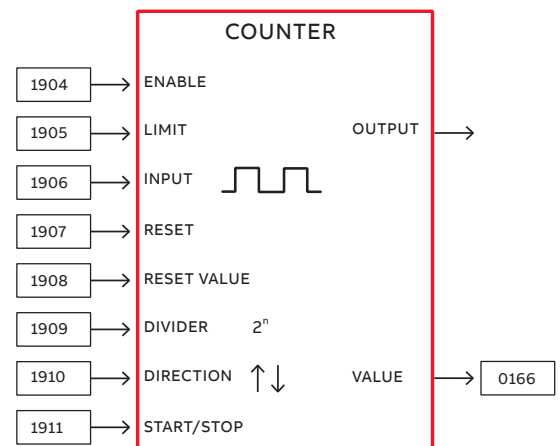 COUNTER
1904 ENABLE
1905 LIMIT OUTPUT
1906 INPUT
1907 RESET
1908 RESET VALUE
1909 DIVIDER 2ⁿ
1910 DIRECTION VALUE 0166
1911 START/STOP